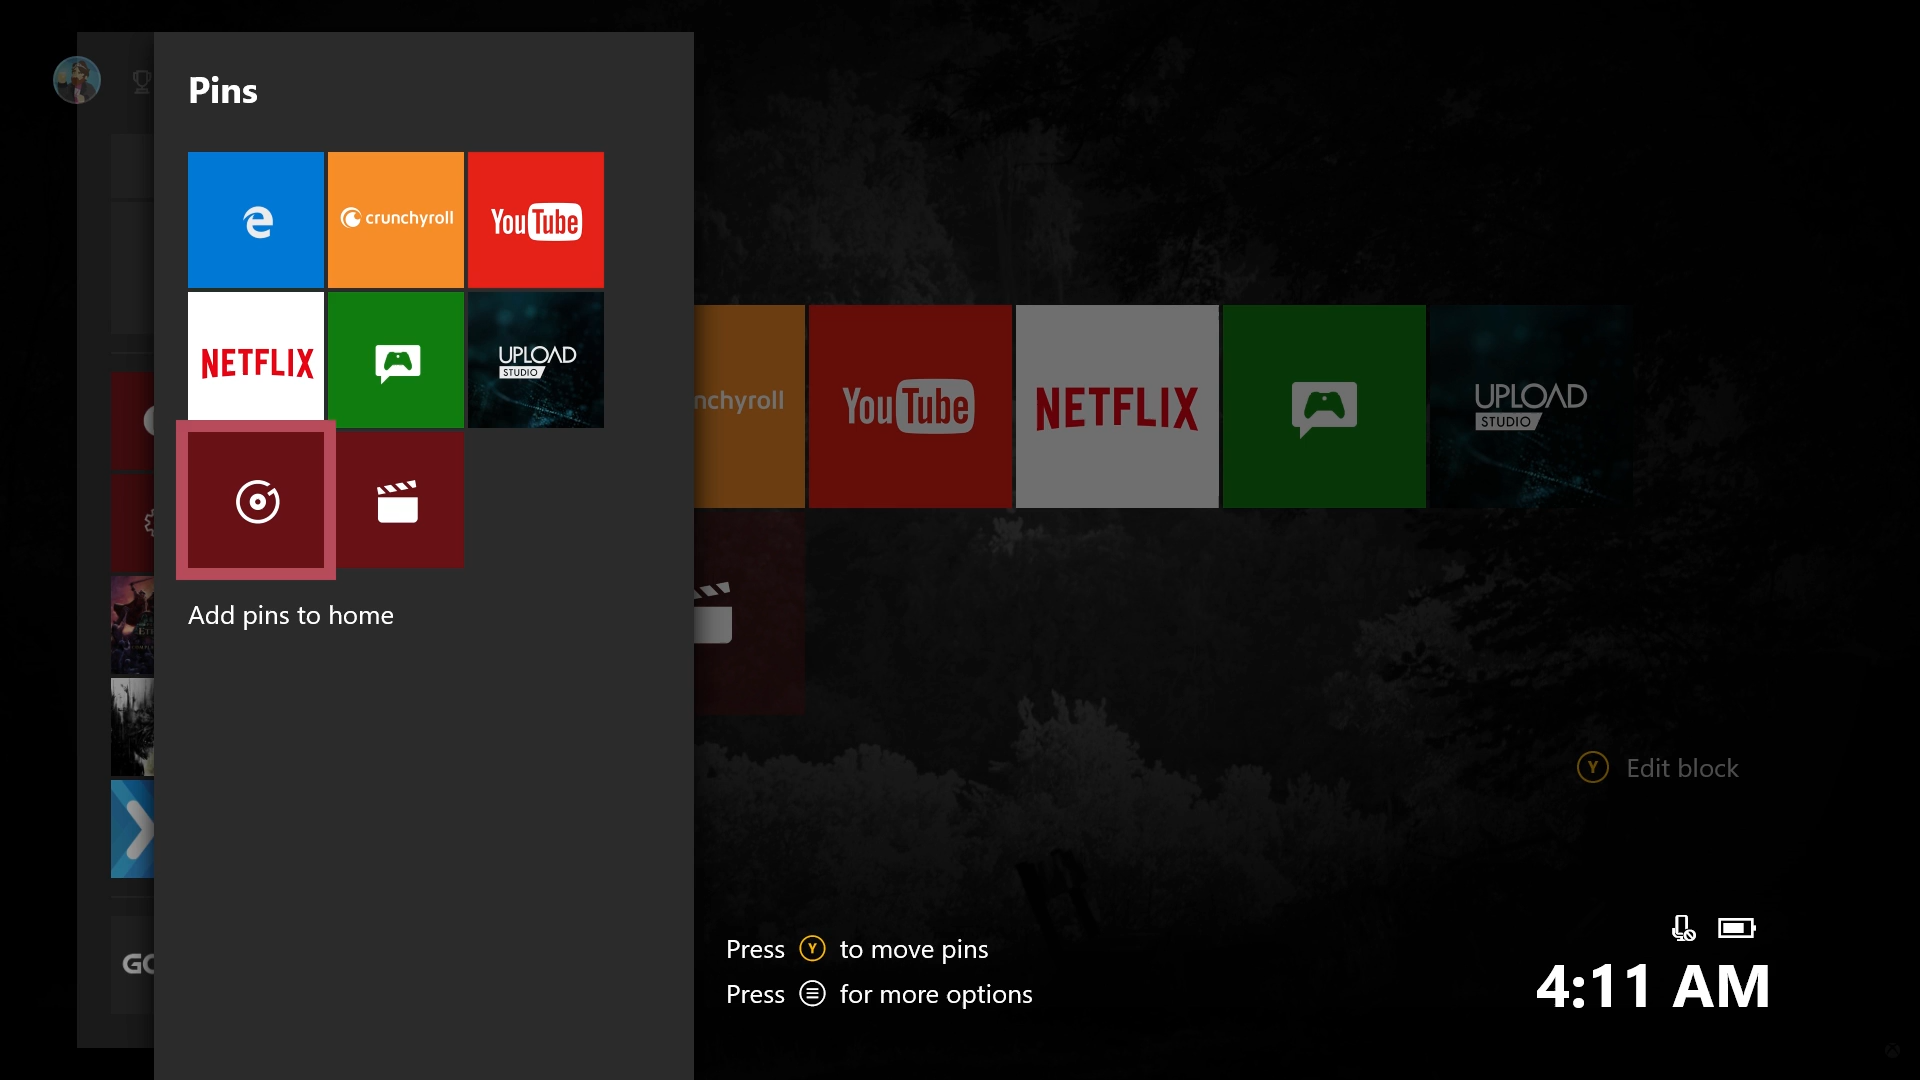 Pins
e
crunchyroll
YouTube
NETFLIX
UPLOAD
STUDIO
Add pins to home
nchyroll
YouTube
NETFLIX
UPLOAD
STUDIO
Y Edit block
Press Y to move pins
Press for more options
4:11 AM